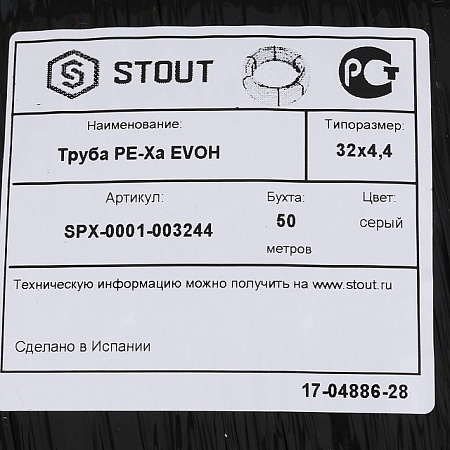 STOUT
РСТ
Наименование:
Типоразмер:
Труба PE-Xa EVOH
32x4,4
Артикул:
Бухта:
Цвет:
SPX-0001-003244
50
серый
метров
Техническую информацию можно получить на www.stout.ru
Сделано в Испании
17-04886-28